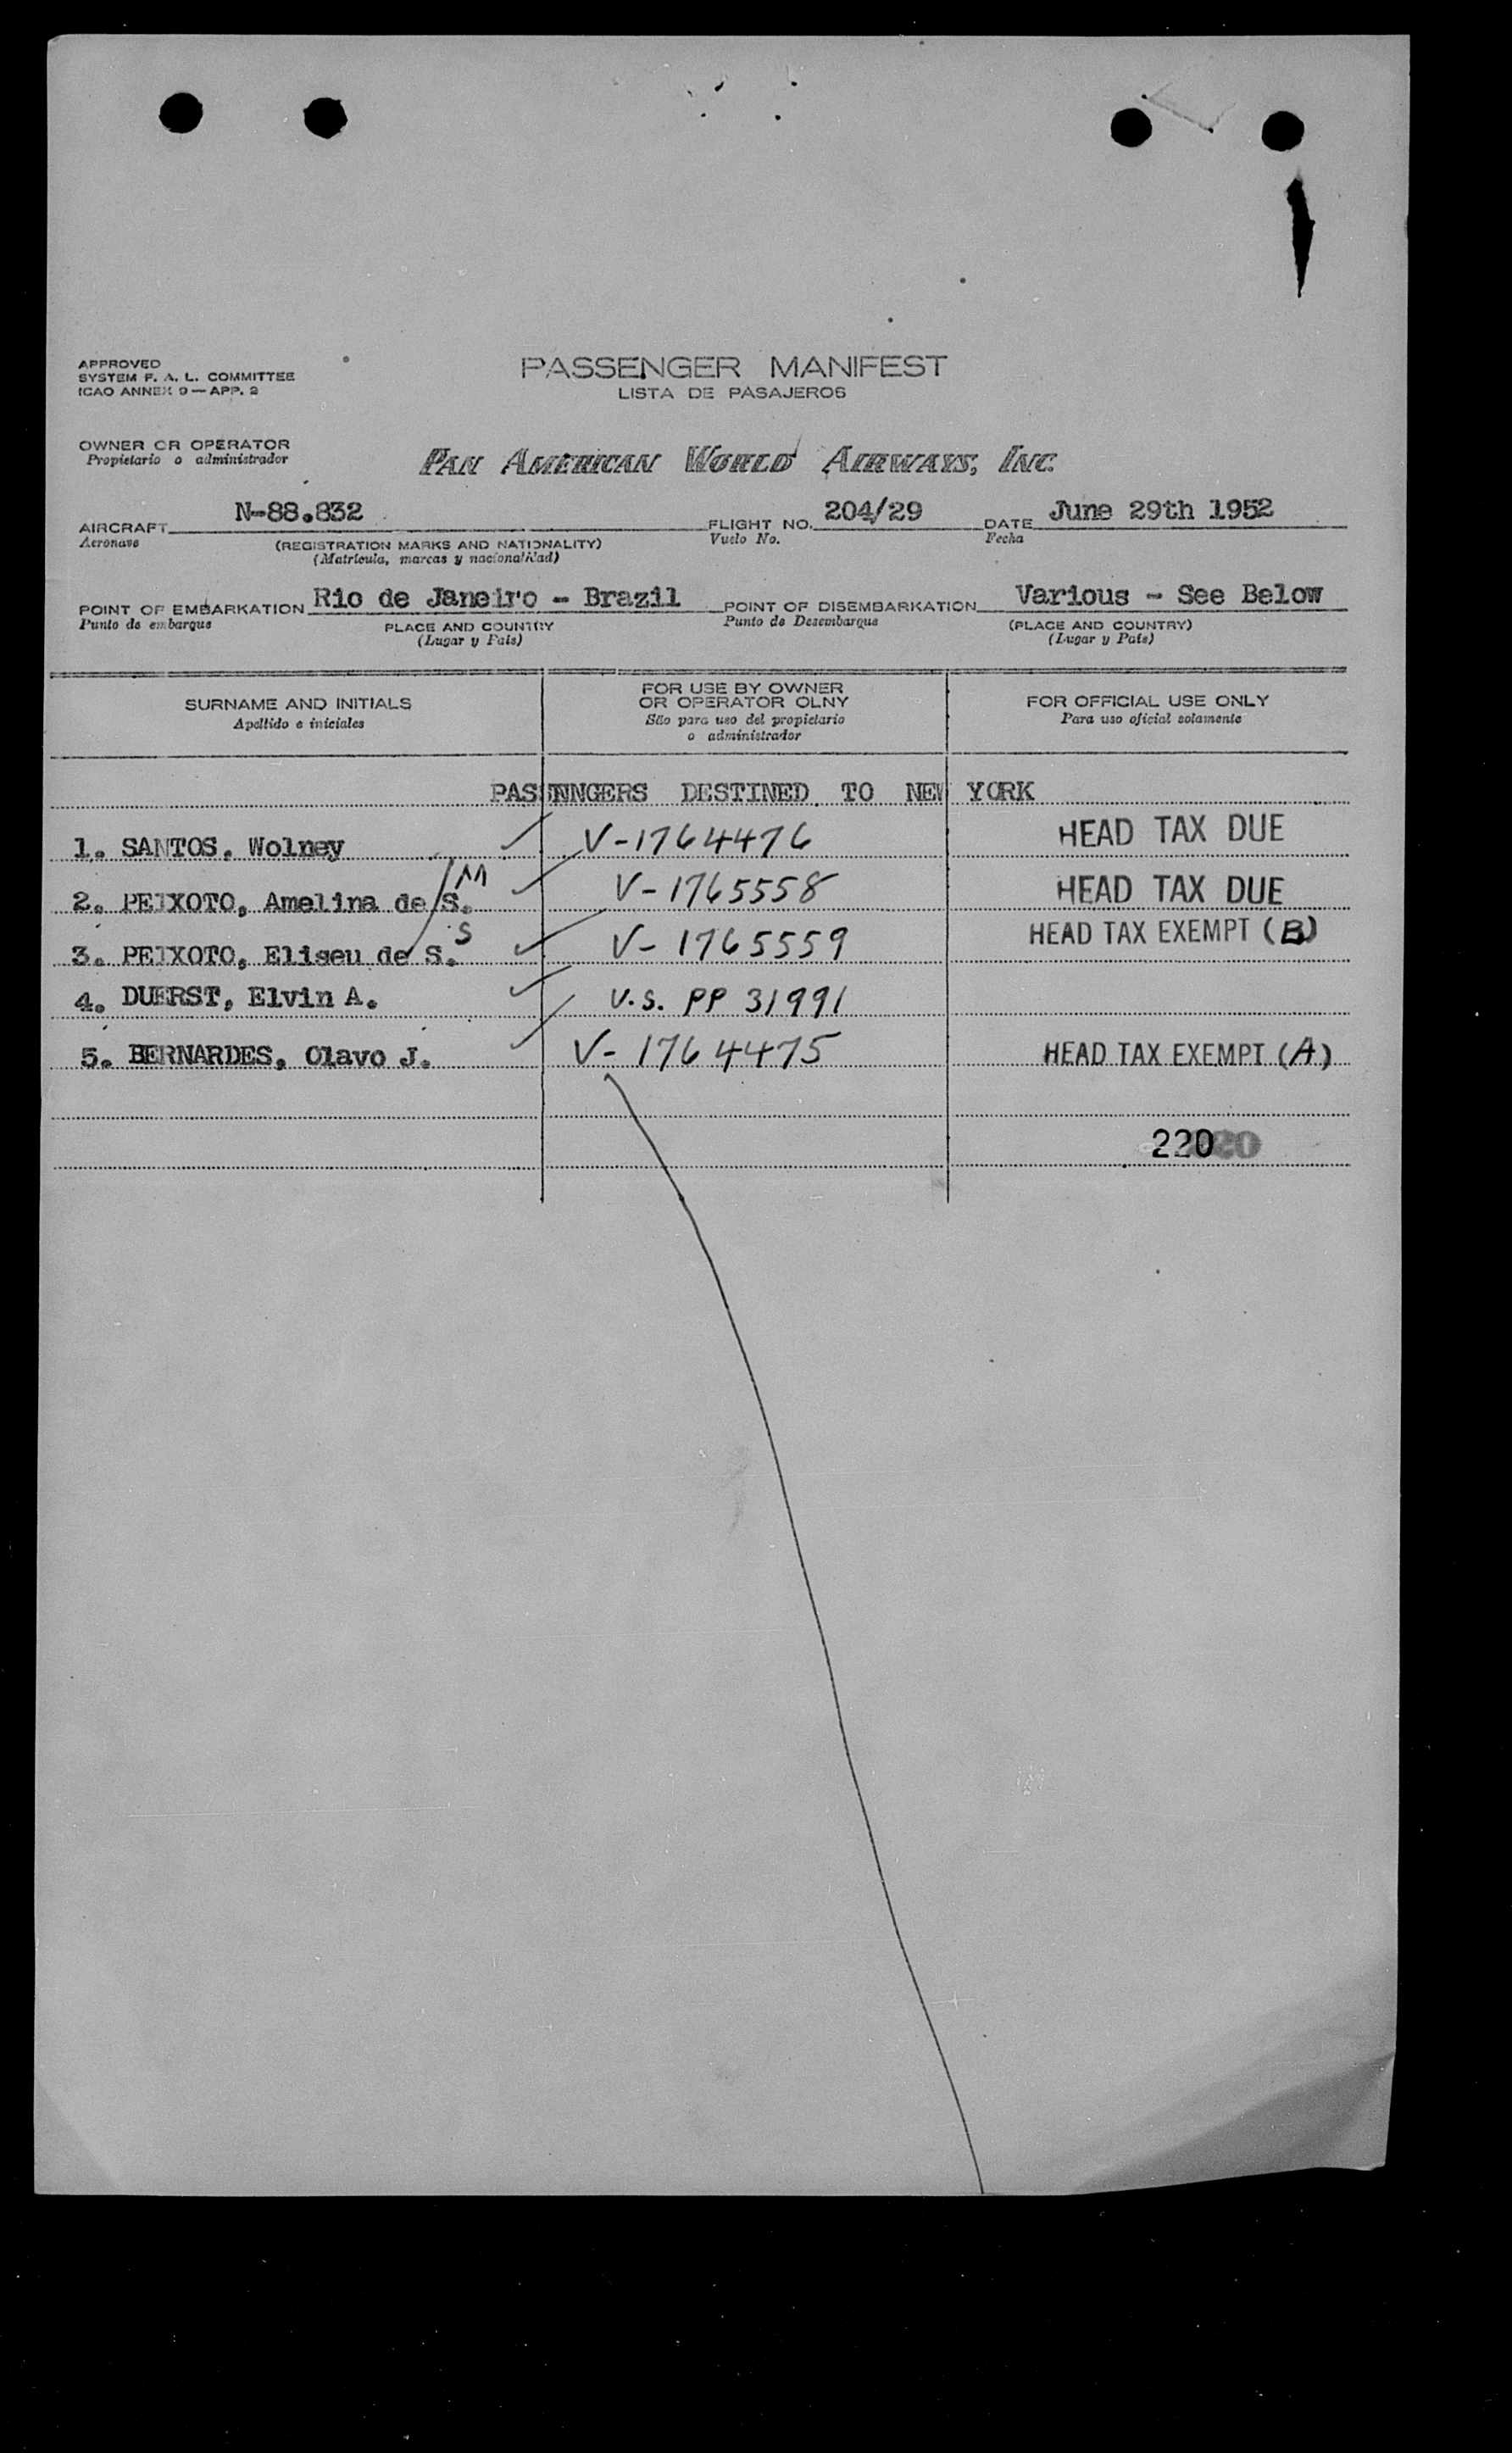 APPROVED
SYSTEM F. A. L. COMMITTEE
ICAO ANNEX 9 — APP. 2
PASSENGER MANIFEST
LISTA DE PASAJEROS
OWNER OR OPERATOR
Propietario o administrador
PAN AMERICAN WORLD AIRWAYS, INC
AIRCRAFT N-88.832 FLIGHT NO. 204/29 DATE June 29th 1952
Aeronave (REGISTRATION MARKS AND NATIONALITY) Vuelo No. Fecha
(Matrícula, marcas y nacionalidad)
POINT OF EMBARKATION Rio de Janeiro - Brazil POINT OF DISEMBARKATION Various - See Below
Punto de embarque PLACE AND COUNTRY Punto de Desembarque (PLACE AND COUNTRY)
(Lugar y País) (Lugar y País)
SURNAME AND INITIALS
Apellido e iniciales
FOR USE BY OWNER
OR OPERATOR OLNY
Sílo para uso del propietario
o administrador
FOR OFFICIAL USE ONLY
Para uso oficial solamente
PASSNNGERS DESTINED TO NEW YORK
1. SANTOS, Wolney V-1764476 HEAD TAX DUE
M
2. PEIXOTO, Amelina de S. V-1765558 HEAD TAX DUE
S
3. PEIXOTO, Eliseu de S. V-1765559 HEAD TAX EXEMPT (B)
4. DUERST, Elvin A. U.S. PP 31991
5. BERNARDES, Olavo J. V-1764475 HEAD TAX EXEMPT (A)
220